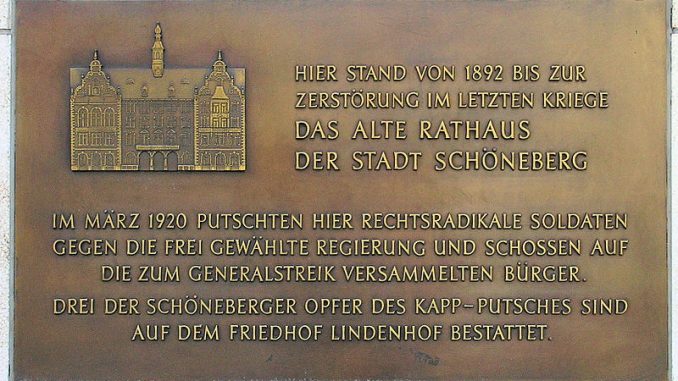 HIER STAND VON 1892 BIS ZUR
ZERSTÖRUNG IM LETZTEN KRIEGE
DAS ALTE RATHAUS
DER STADT SCHÖNEBERG
IM MÄRZ 1920 PUTSCHTEN HIER RECHTSRADIKALE SOLDATEN
GEGEN DIE FREI GEWÄHLTE REGIERUNG UND SCHOSSEN AUF
DIE ZUM GENERALSTREIK VERSAMMELTEN BÜRGER.
DREI DER SCHÖNEBERGER OPFER DES KAPP-PUTSCHES SIND
AUF DEM FRIEDHOF LINDENHOF BESTATTET.